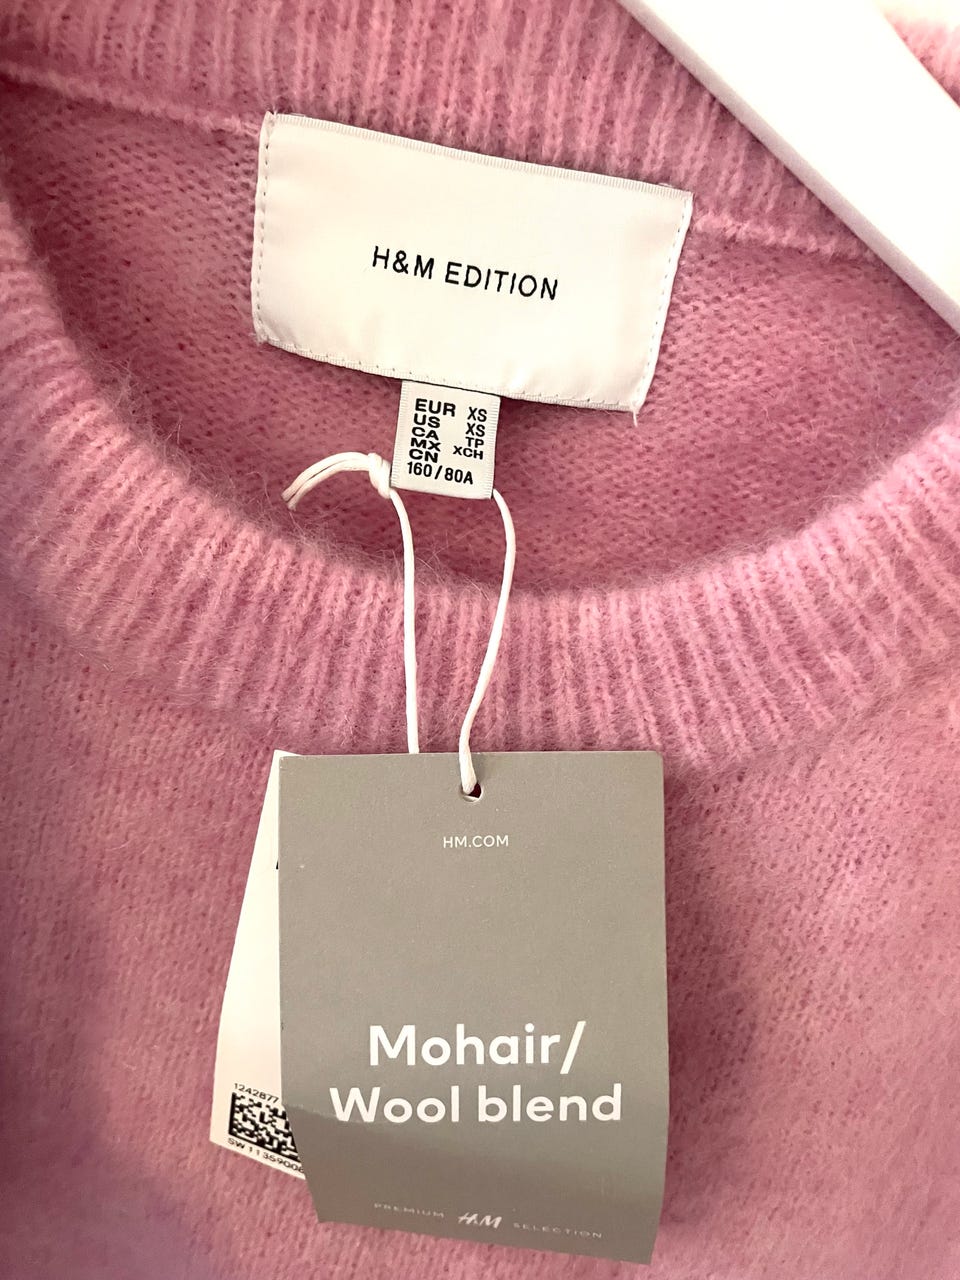 H&M EDITION
EUR XS
US XS
CA TP
MX XCH
CN
160/80A
HM.COM
Mohair/
Wool blend
PREMIUM H&M SELECTION
1242877